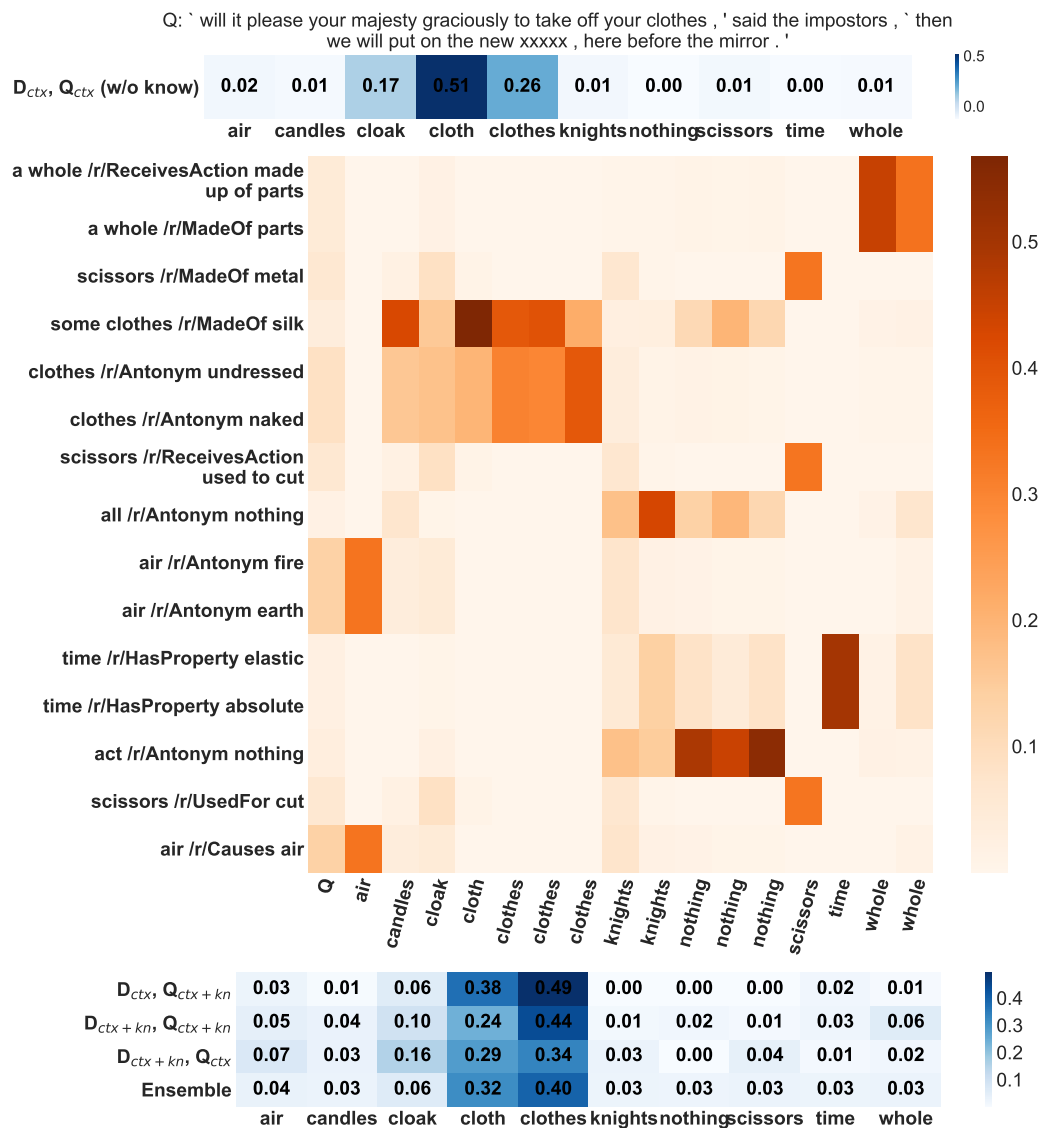 Q: ` will it please your majesty graciously to take off your clothes , ' said the impostors , ` then
we will put on the new xxxxx , here before the mirror . '
D_ctx, Q_ctx (w/o know) 0.02 0.01 0.17 0.51 0.26 0.01 0.00 0.01 0.00 0.01
0.5
0.0
air candles cloak cloth clothes knights nothing scissors time whole
a whole /r/ReceivesAction made
up of parts
a whole /r/MadeOf parts
scissors /r/MadeOf metal
some clothes /r/MadeOf silk
clothes /r/Antonym undressed
clothes /r/Antonym naked
scissors /r/ReceivesAction
used to cut
all /r/Antonym nothing
air /r/Antonym fire
air /r/Antonym earth
time /r/HasProperty elastic
time /r/HasProperty absolute
act /r/Antonym nothing
scissors /r/UsedFor cut
air /r/Causes air
0.5
0.4
0.3
0.2
0.1
Q air candles cloak cloth clothes clothes clothes knights knights nothing nothing nothing scissors time whole whole
D_ctx, Q_ctx+kn 0.03 0.01 0.06 0.38 0.49 0.00 0.00 0.00 0.02 0.01
D_ctx+kn, Q_ctx+kn 0.05 0.04 0.10 0.24 0.44 0.01 0.02 0.01 0.03 0.06
D_ctx+kn, Q_ctx 0.07 0.03 0.16 0.29 0.34 0.03 0.00 0.04 0.01 0.02
Ensemble 0.04 0.03 0.06 0.32 0.40 0.03 0.03 0.03 0.03 0.03
0.4
0.3
0.2
0.1
air candles cloak cloth clothes knights nothing scissors time whole